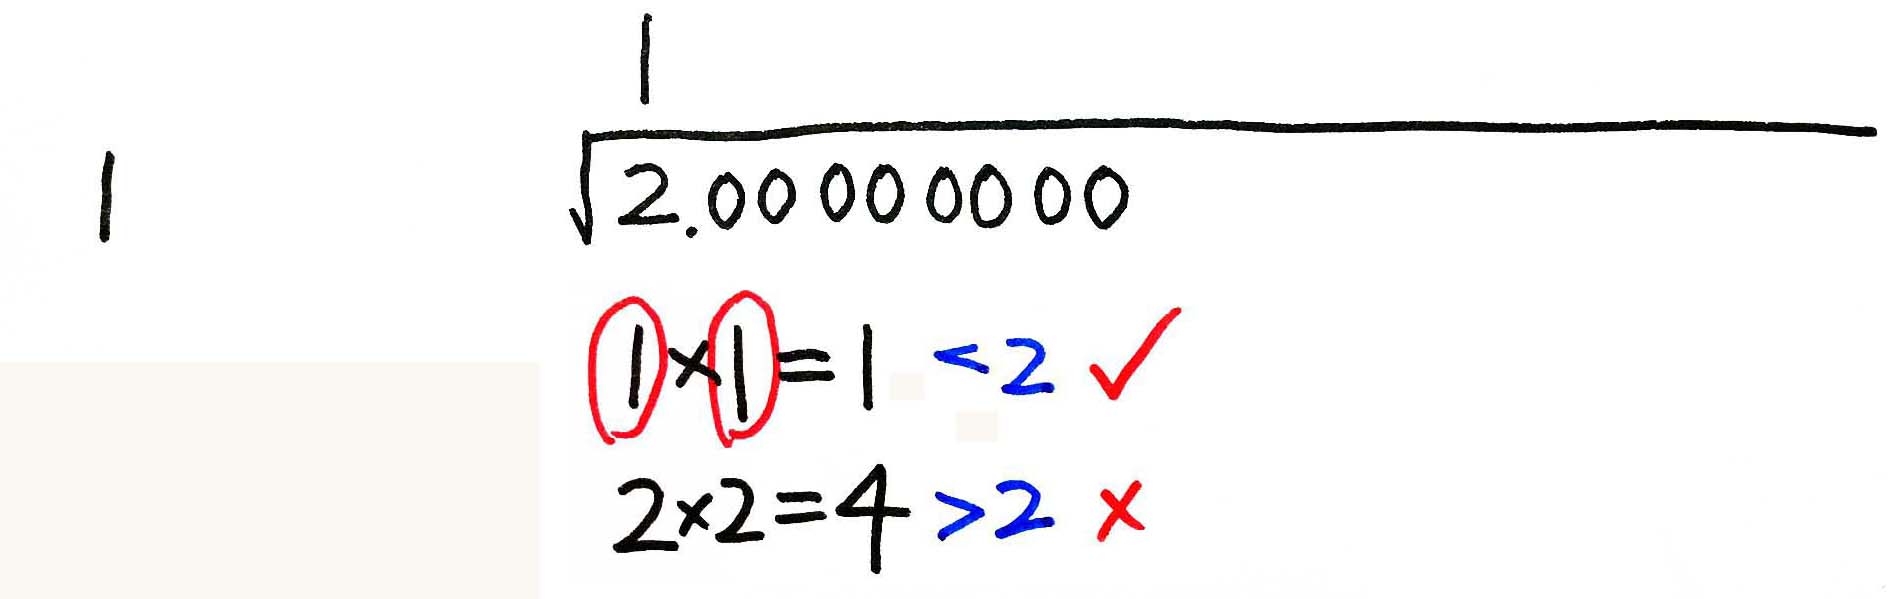 1
1 √2.00000000
1×1=1 <2 ✓
2×2=4 >2 ×